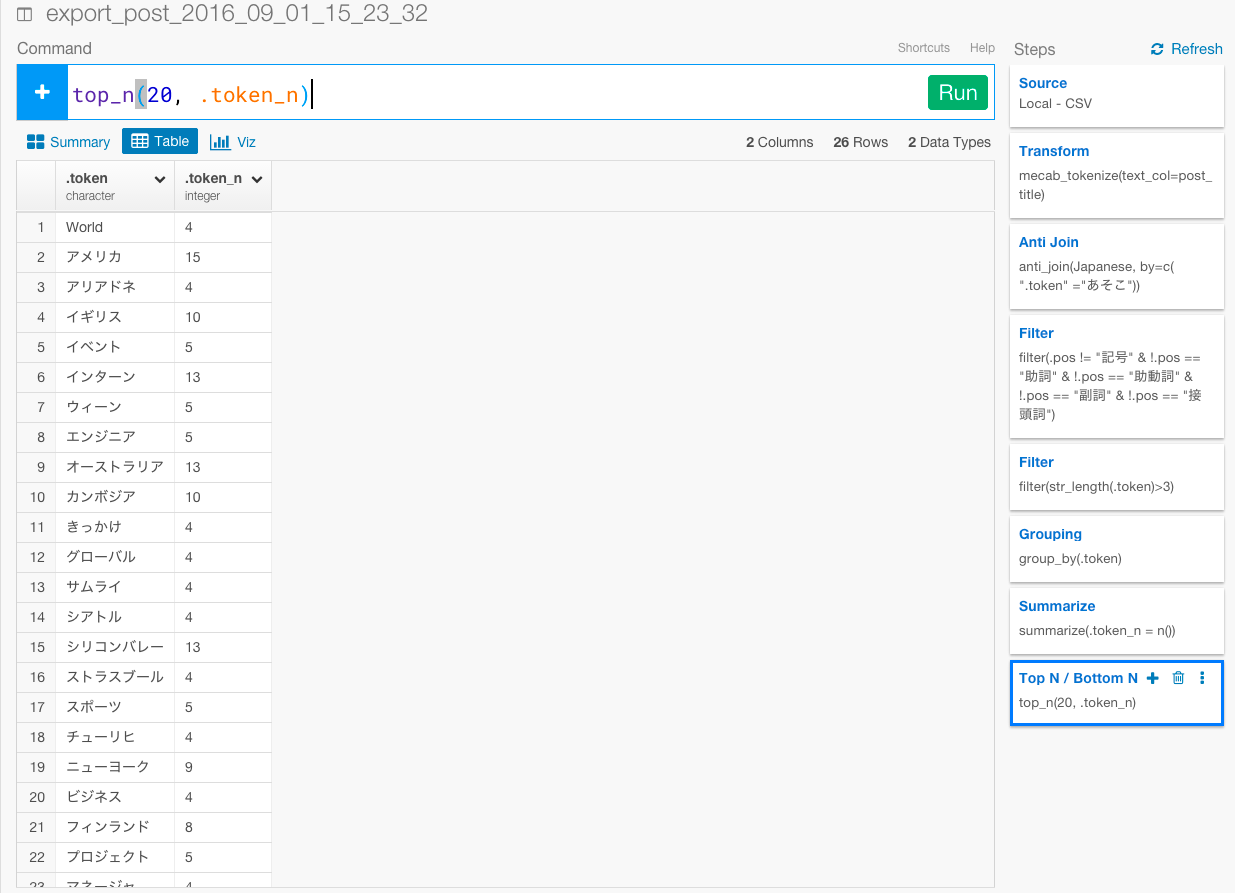 export_post_2016_09_01_15_23_32
Command
Shortcuts Help
+ top_n(20, .token_n) Run
Summary Table Viz 2 Columns 26 Rows 2 Data Types
.token .token_n
character integer
1 World 4
2 アメリカ 15
3 アリアドネ 4
4 イギリス 10
5 イベント 5
6 インターン 13
7 ウィーン 5
8 エンジニア 5
9 オーストラリア 13
10 カンボジア 10
11 きっかけ 4
12 グローバル 4
13 サムライ 4
14 シアトル 4
15 シリコンバレー 13
16 ストラスブール 4
17 スポーツ 5
18 チューリヒ 4
19 ニューヨーク 9
20 ビジネス 4
21 フィンランド 8
22 プロジェクト 5
23 マネージャ 4
Steps Refresh
Source
Local - CSV
Transform
mecab_tokenize(text_col=post_
title)
Anti Join
anti_join(Japanese, by=c(
".token" ="あそこ"))
Filter
filter(.pos != "記号" & !.pos ==
"助詞" & !.pos == "助動詞" &
!.pos == "副詞" & !.pos == "接
頭詞")
Filter
filter(str_length(.token)>3)
Grouping
group_by(.token)
Summarize
summarize(.token_n = n())
Top N / Bottom N
top_n(20, .token_n)